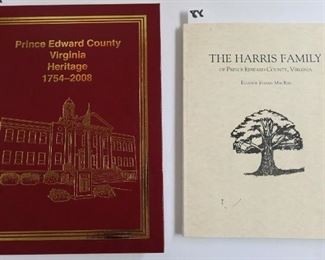 Prince Edward County
Virginia
Heritage
1754–2008
THE HARRIS FAMILY
OF PRINCE EDWARD COUNTY, VIRGINIA